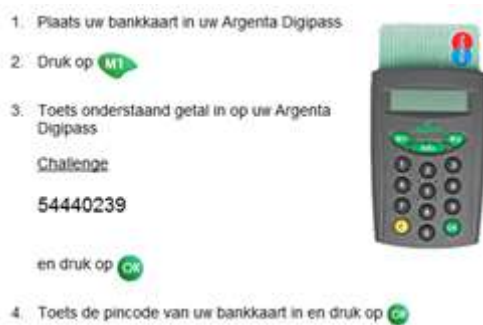 1. Plaats uw bankkaart in uw Argenta Digipass
2. Druk op M1
3. Toets onderstaand getal in op uw Argenta
Digipass
Challenge
54440239
en druk op OK
4. Toets de pincode van uw bankkaart in en druk op OK